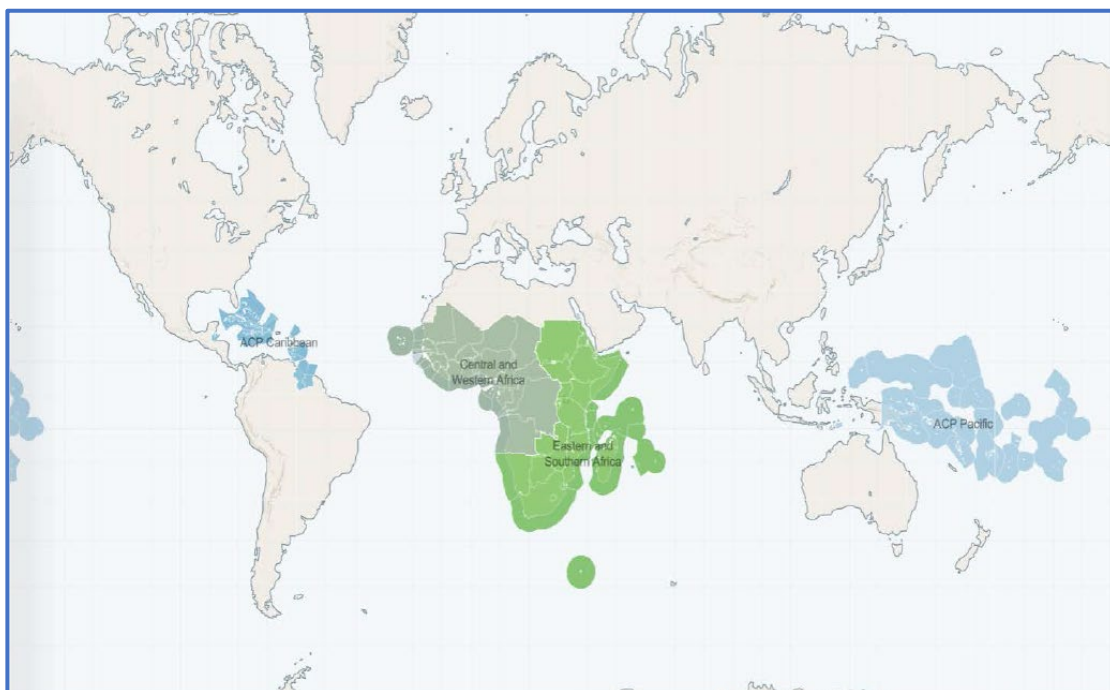 ACP Caribbean
Central and
Western Africa
ACP Pacific
Eastern and
Southern Africa